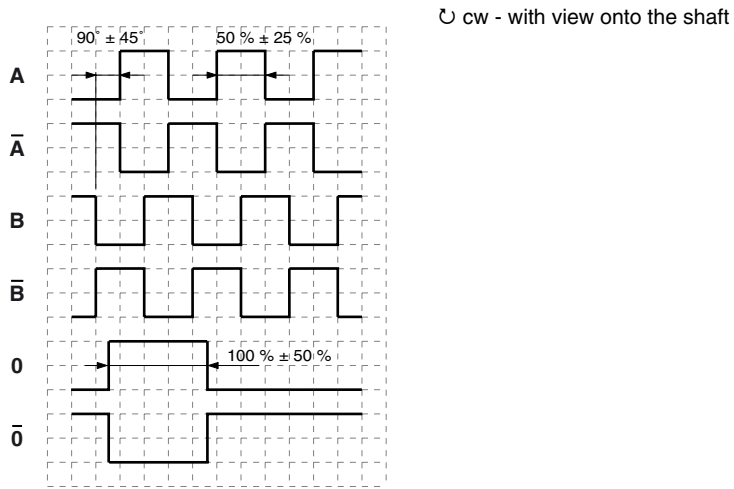 ↻ cw - with view onto the shaft
90° ± 45°
50 % ± 25 %
A
A̅
B
B̅
0
100 % ± 50 %
0̅